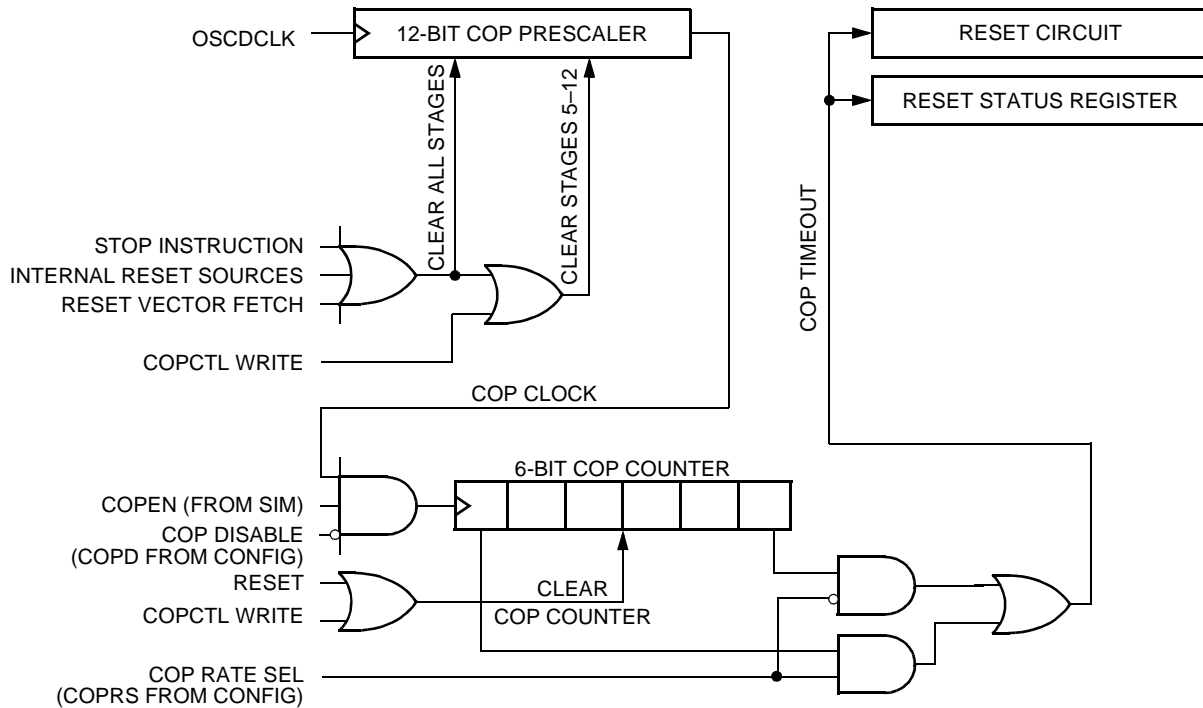 OSCDCLK
12-BIT COP PRESCALER
RESET CIRCUIT
RESET STATUS REGISTER
CLEAR ALL STAGES
CLEAR STAGES 5–12
COP TIMEOUT
STOP INSTRUCTION
INTERNAL RESET SOURCES
RESET VECTOR FETCH
COPCTL WRITE
COP CLOCK
6-BIT COP COUNTER
COPEN (FROM SIM)
COP DISABLE
(COPD FROM CONFIG)
RESET
COPCTL WRITE
CLEAR
COP COUNTER
COP RATE SEL
(COPRS FROM CONFIG)